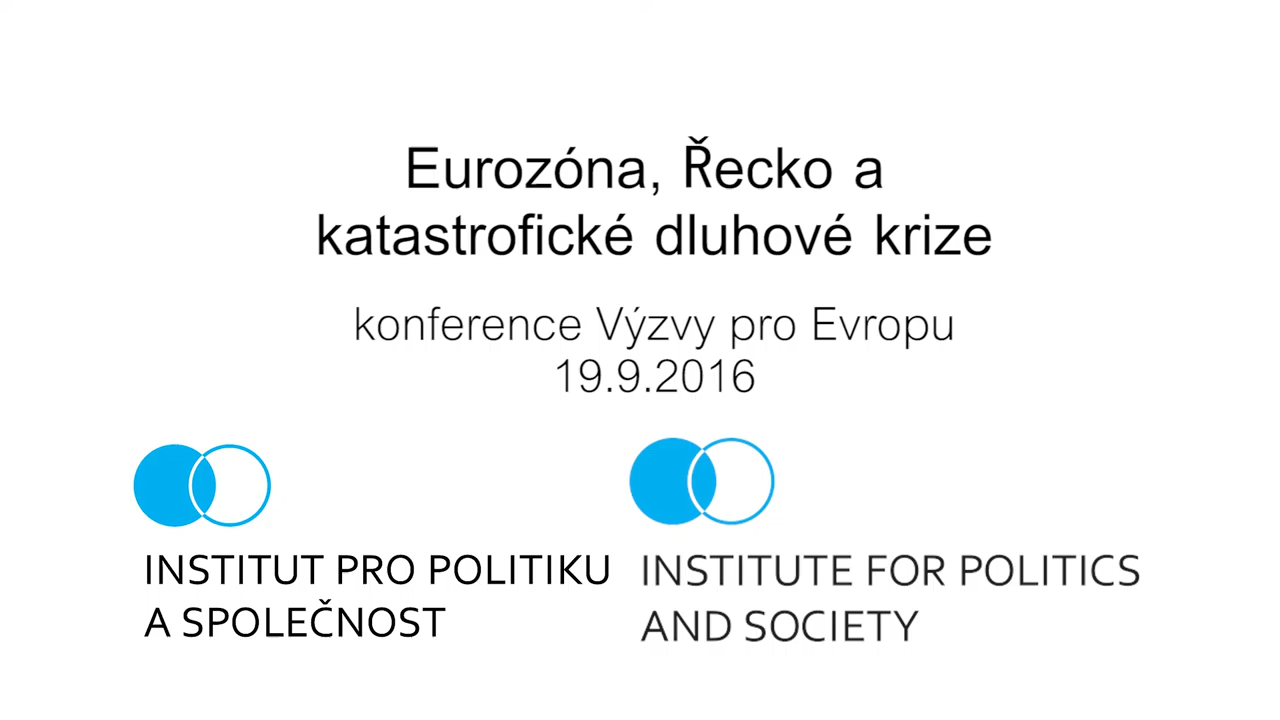 Eurozóna, Řecko a
katastrofické dluhové krize
konference Výzvy pro Evropu
19.9.2016
INSTITUT PRO POLITIKU
A SPOLEČNOST
INSTITUTE FOR POLITICS
AND SOCIETY